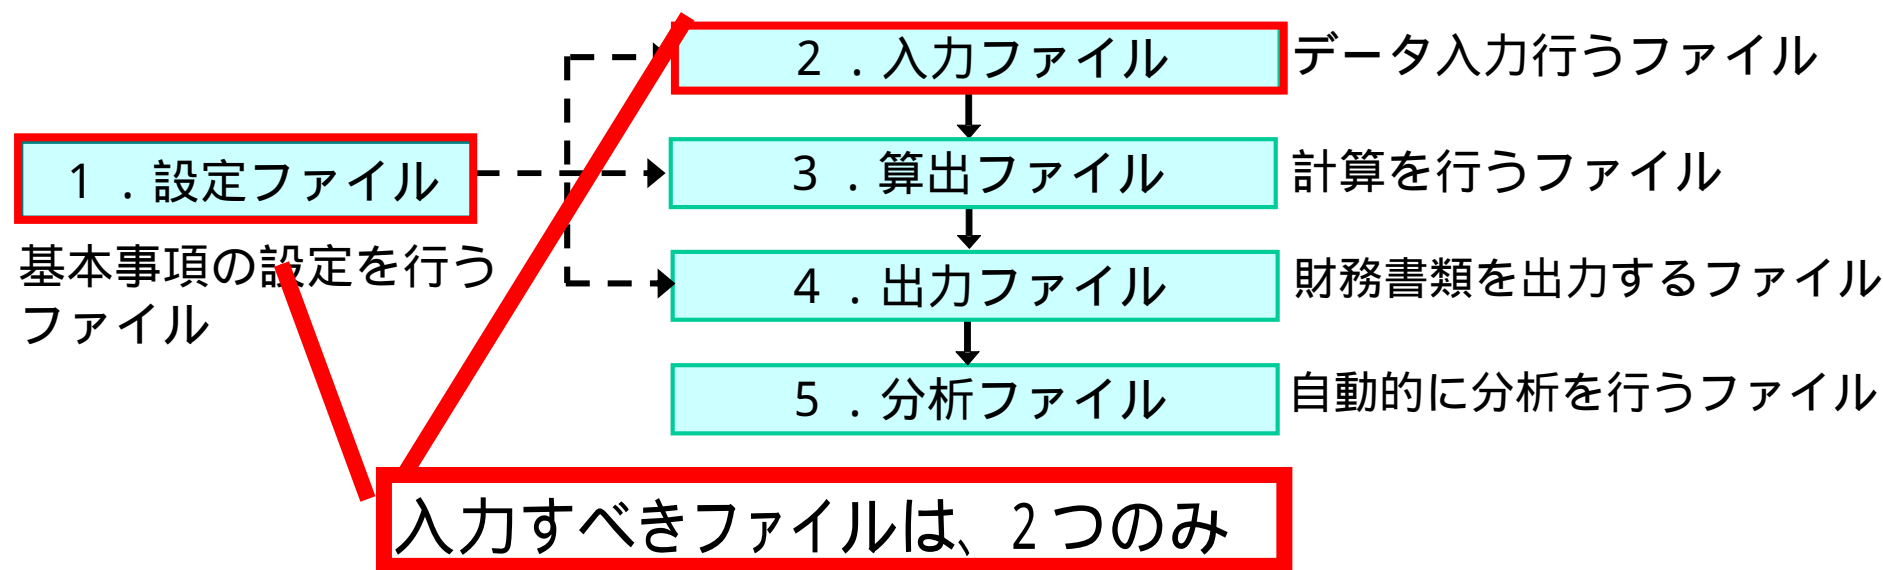 2．入力ファイル
データ入力行うファイル
1．設定ファイル
3．算出ファイル
計算を行うファイル
基本事項の設定を行う
ファイル
4．出力ファイル
財務書類を出力するファイル
5．分析ファイル
自動的に分析を行うファイル
入力すべきファイルは、2つのみ